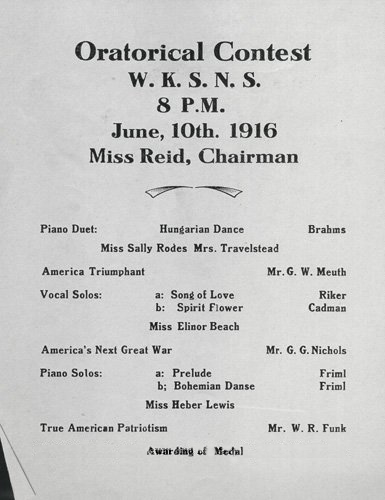 Oratorical Contest
W. K. S. N. S.
8 P.M.
June, 10th. 1916
Miss Reid, Chairman
Piano Duet: Hungarian Dance Brahms
Miss Sally Rodes Mrs. Travelstead
America Triumphant Mr. G. W. Meuth
Vocal Solos: a: Song of Love Riker
b: Spirit Flower Cadman
Miss Elinor Beach
America's Next Great War Mr. G. G. Nichols
Piano Solos: a: Prelude Friml
b; Bohemian Danse Friml
Miss Heber Lewis
True American Patriotism Mr. W. R. Funk
Awarding of Medal